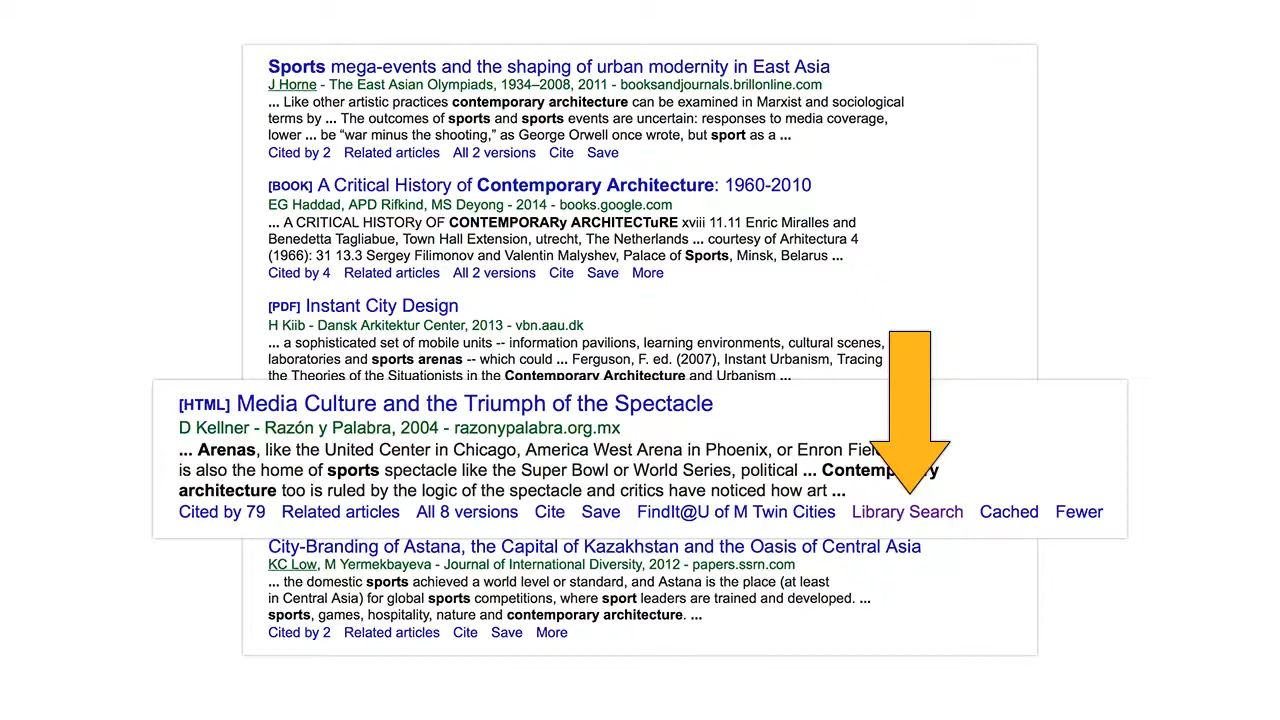 Sports mega-events and the shaping of urban modernity in East Asia
J Horne - The East Asian Olympiads, 1934–2008, 2011 - booksandjournals.brillonline.com
... Like other artistic practices contemporary architecture can be examined in Marxist and sociological
terms by ... The outcomes of sports and sports events are uncertain: responses to media coverage,
lower ... be “war minus the shooting,” as George Orwell once wrote, but sport as a ...
Cited by 2 Related articles All 2 versions Cite Save
[BOOK] A Critical History of Contemporary Architecture: 1960-2010
EG Haddad, APD Rifkind, MS Deyong - 2014 - books.google.com
... A CRITICAL HISTORy OF CONTEMPORARy ARCHITECTuRE xviii 11.11 Enric Miralles and
Benedetta Tagliabue, Town Hall Extension, utrecht, The Netherlands ... courtesy of Arhitectura 4
(1966): 31 13.3 Sergey Filimonov and Valentin Malyshev, Palace of Sports, Minsk, Belarus ...
Cited by 4 Related articles All 2 versions Cite Save More
[PDF] Instant City Design
H Kiib - Dansk Arkitektur Center, 2013 - vbn.aau.dk
... a sophisticated set of mobile units -- information pavilions, learning environments, cultural scenes,
laboratories and sports arenas -- which could ... Ferguson, F. ed. (2007), Instant Urbanism, Tracing
the Theories of the Situationists in the Contemporary Architecture and Urbanism ...
[HTML] Media Culture and the Triumph of the Spectacle
D Kellner - Razón y Palabra, 2004 - razonypalabra.org.mx
... Arenas, like the United Center in Chicago, America West Arena in Phoenix, or Enron
is also the home of sports spectacle like the Super Bowl or World Series, political ...
architecture too is ruled by the logic of the spectacle and critics have noticed how art ...
Cited by 79 Related articles All 8 versions Cite Save FindIt@U of M Twin Cities Library Search Cached Fewer
City-Branding of Astana, the Capital of Kazakhstan and the Oasis of Central Asia
KC Low, M Yermekbayeva - Journal of International Diversity, 2012 - papers.ssrn.com
... the domestic sports achieved a world level or standard, and Astana is the place (at least
in Central Asia) for global sports competitions, where sport leaders are trained and developed. ...
sports, games, hospitality, nature and contemporary architecture. ...
Cited by 2 Related articles Cite Save More